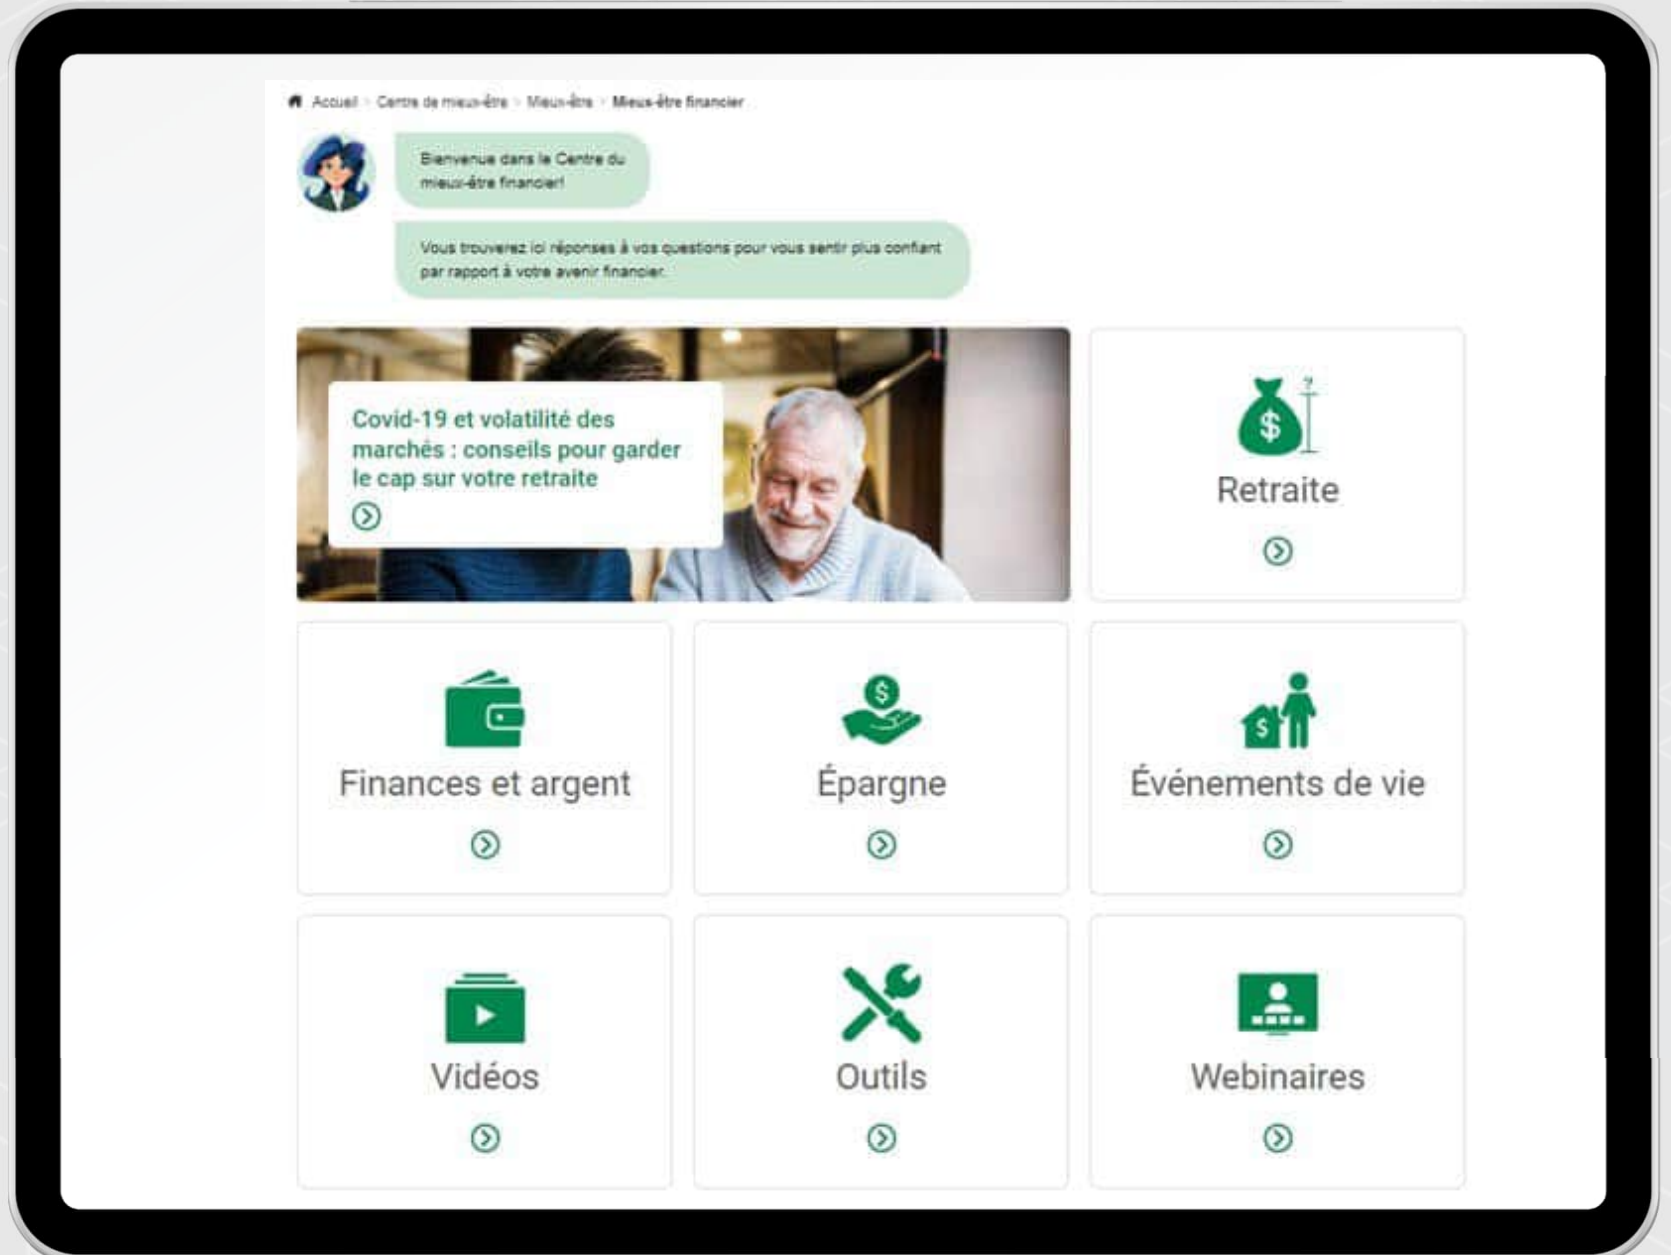 Accueil > Centre de mieux-être > Mieux-être > Mieux-être financier
Bienvenue dans le Centre du
mieux-être financier!
Vous trouverez ici réponses à vos questions pour vous sentir plus confiant
par rapport à votre avenir financier.
Covid-19 et volatilité des
marchés : conseils pour garder
le cap sur votre retraite
?
$
Retraite
$
$
Finances et argent
Épargne
Événements de vie
Vidéos
Outils
Webinaires